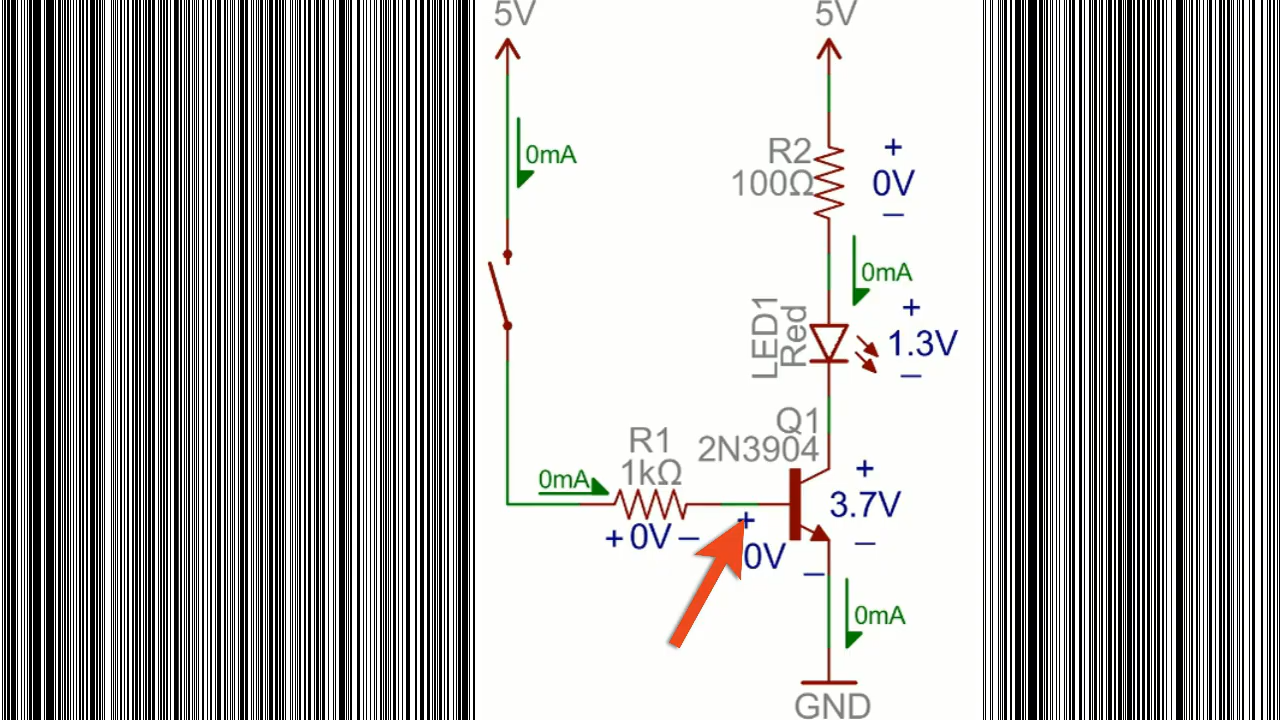 5V
5V
0mA
R2
100Ω
+
0V
–
0mA
LED1
Red
+
1.3V
–
Q1
2N3904
R1
1kΩ
0mA
+0V–
+
0V
–
+
3.7V
–
0mA
GND